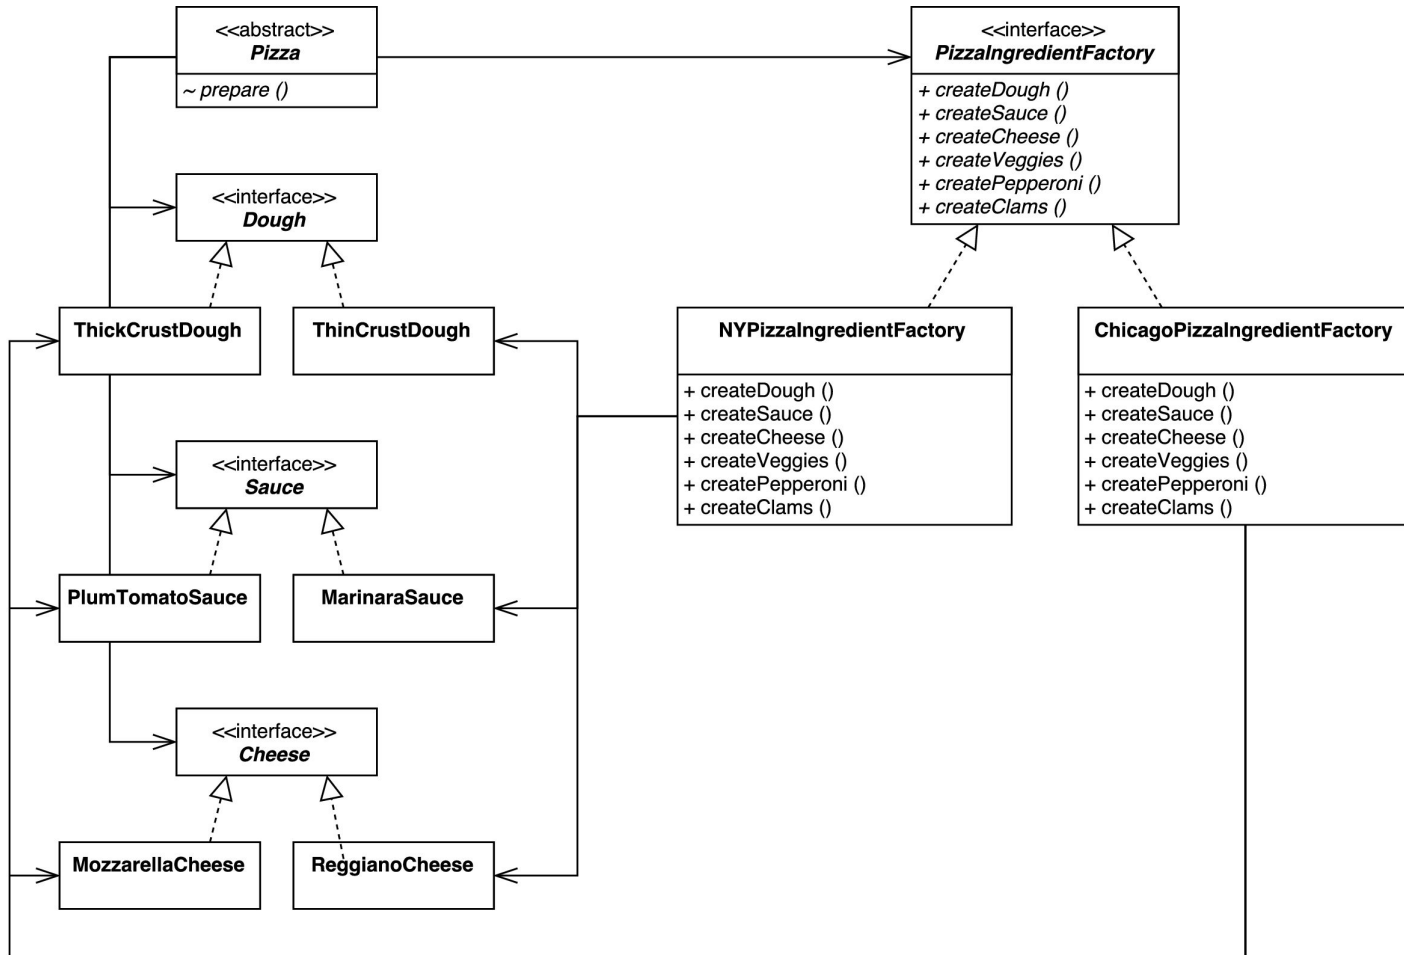 <<abstract>>
Pizza
~ prepare ()
<<interface>>
PizzaIngredientFactory
+ createDough ()
+ createSauce ()
+ createCheese ()
+ createVeggies ()
+ createPepperoni ()
+ createClams ()
<<interface>>
Dough
ThickCrustDough
ThinCrustDough
NYPizzaIngredientFactory
+ createDough ()
+ createSauce ()
+ createCheese ()
+ createVeggies ()
+ createPepperoni ()
+ createClams ()
ChicagoPizzaIngredientFactory
+ createDough ()
+ createSauce ()
+ createCheese ()
+ createVeggies ()
+ createPepperoni ()
+ createClams ()
<<interface>>
Sauce
PlumTomatoSauce
MarinaraSauce
<<interface>>
Cheese
MozzarellaCheese
ReggianoCheese